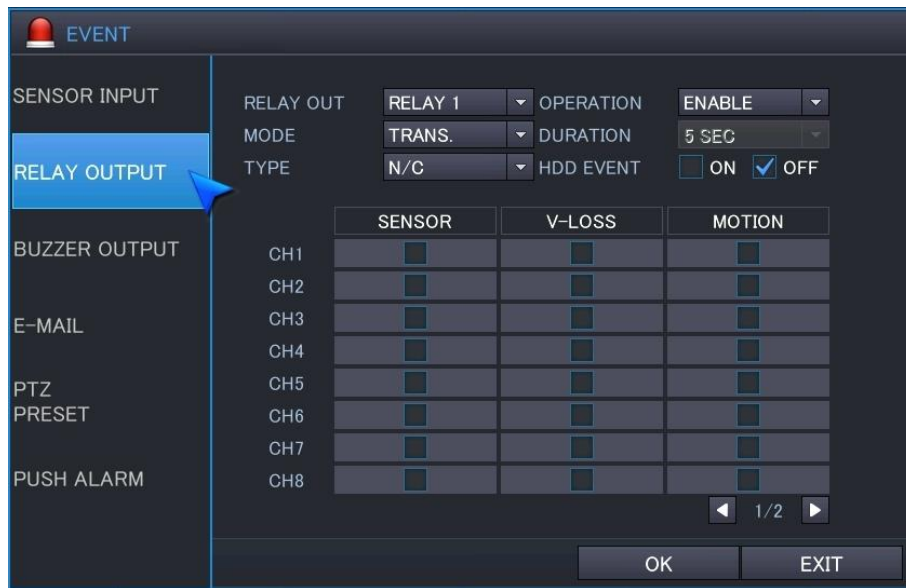 EVENT
SENSOR INPUT
RELAY OUTPUT
BUZZER OUTPUT
E-MAIL
PTZ
PRESET
PUSH ALARM
RELAY OUT RELAY 1 OPERATION ENABLE
MODE TRANS. DURATION 5 SEC
TYPE N/C HDD EVENT ON OFF
SENSOR V-LOSS MOTION
CH1
CH2
CH3
CH4
CH5
CH6
CH7
CH8
1/2
OK EXIT